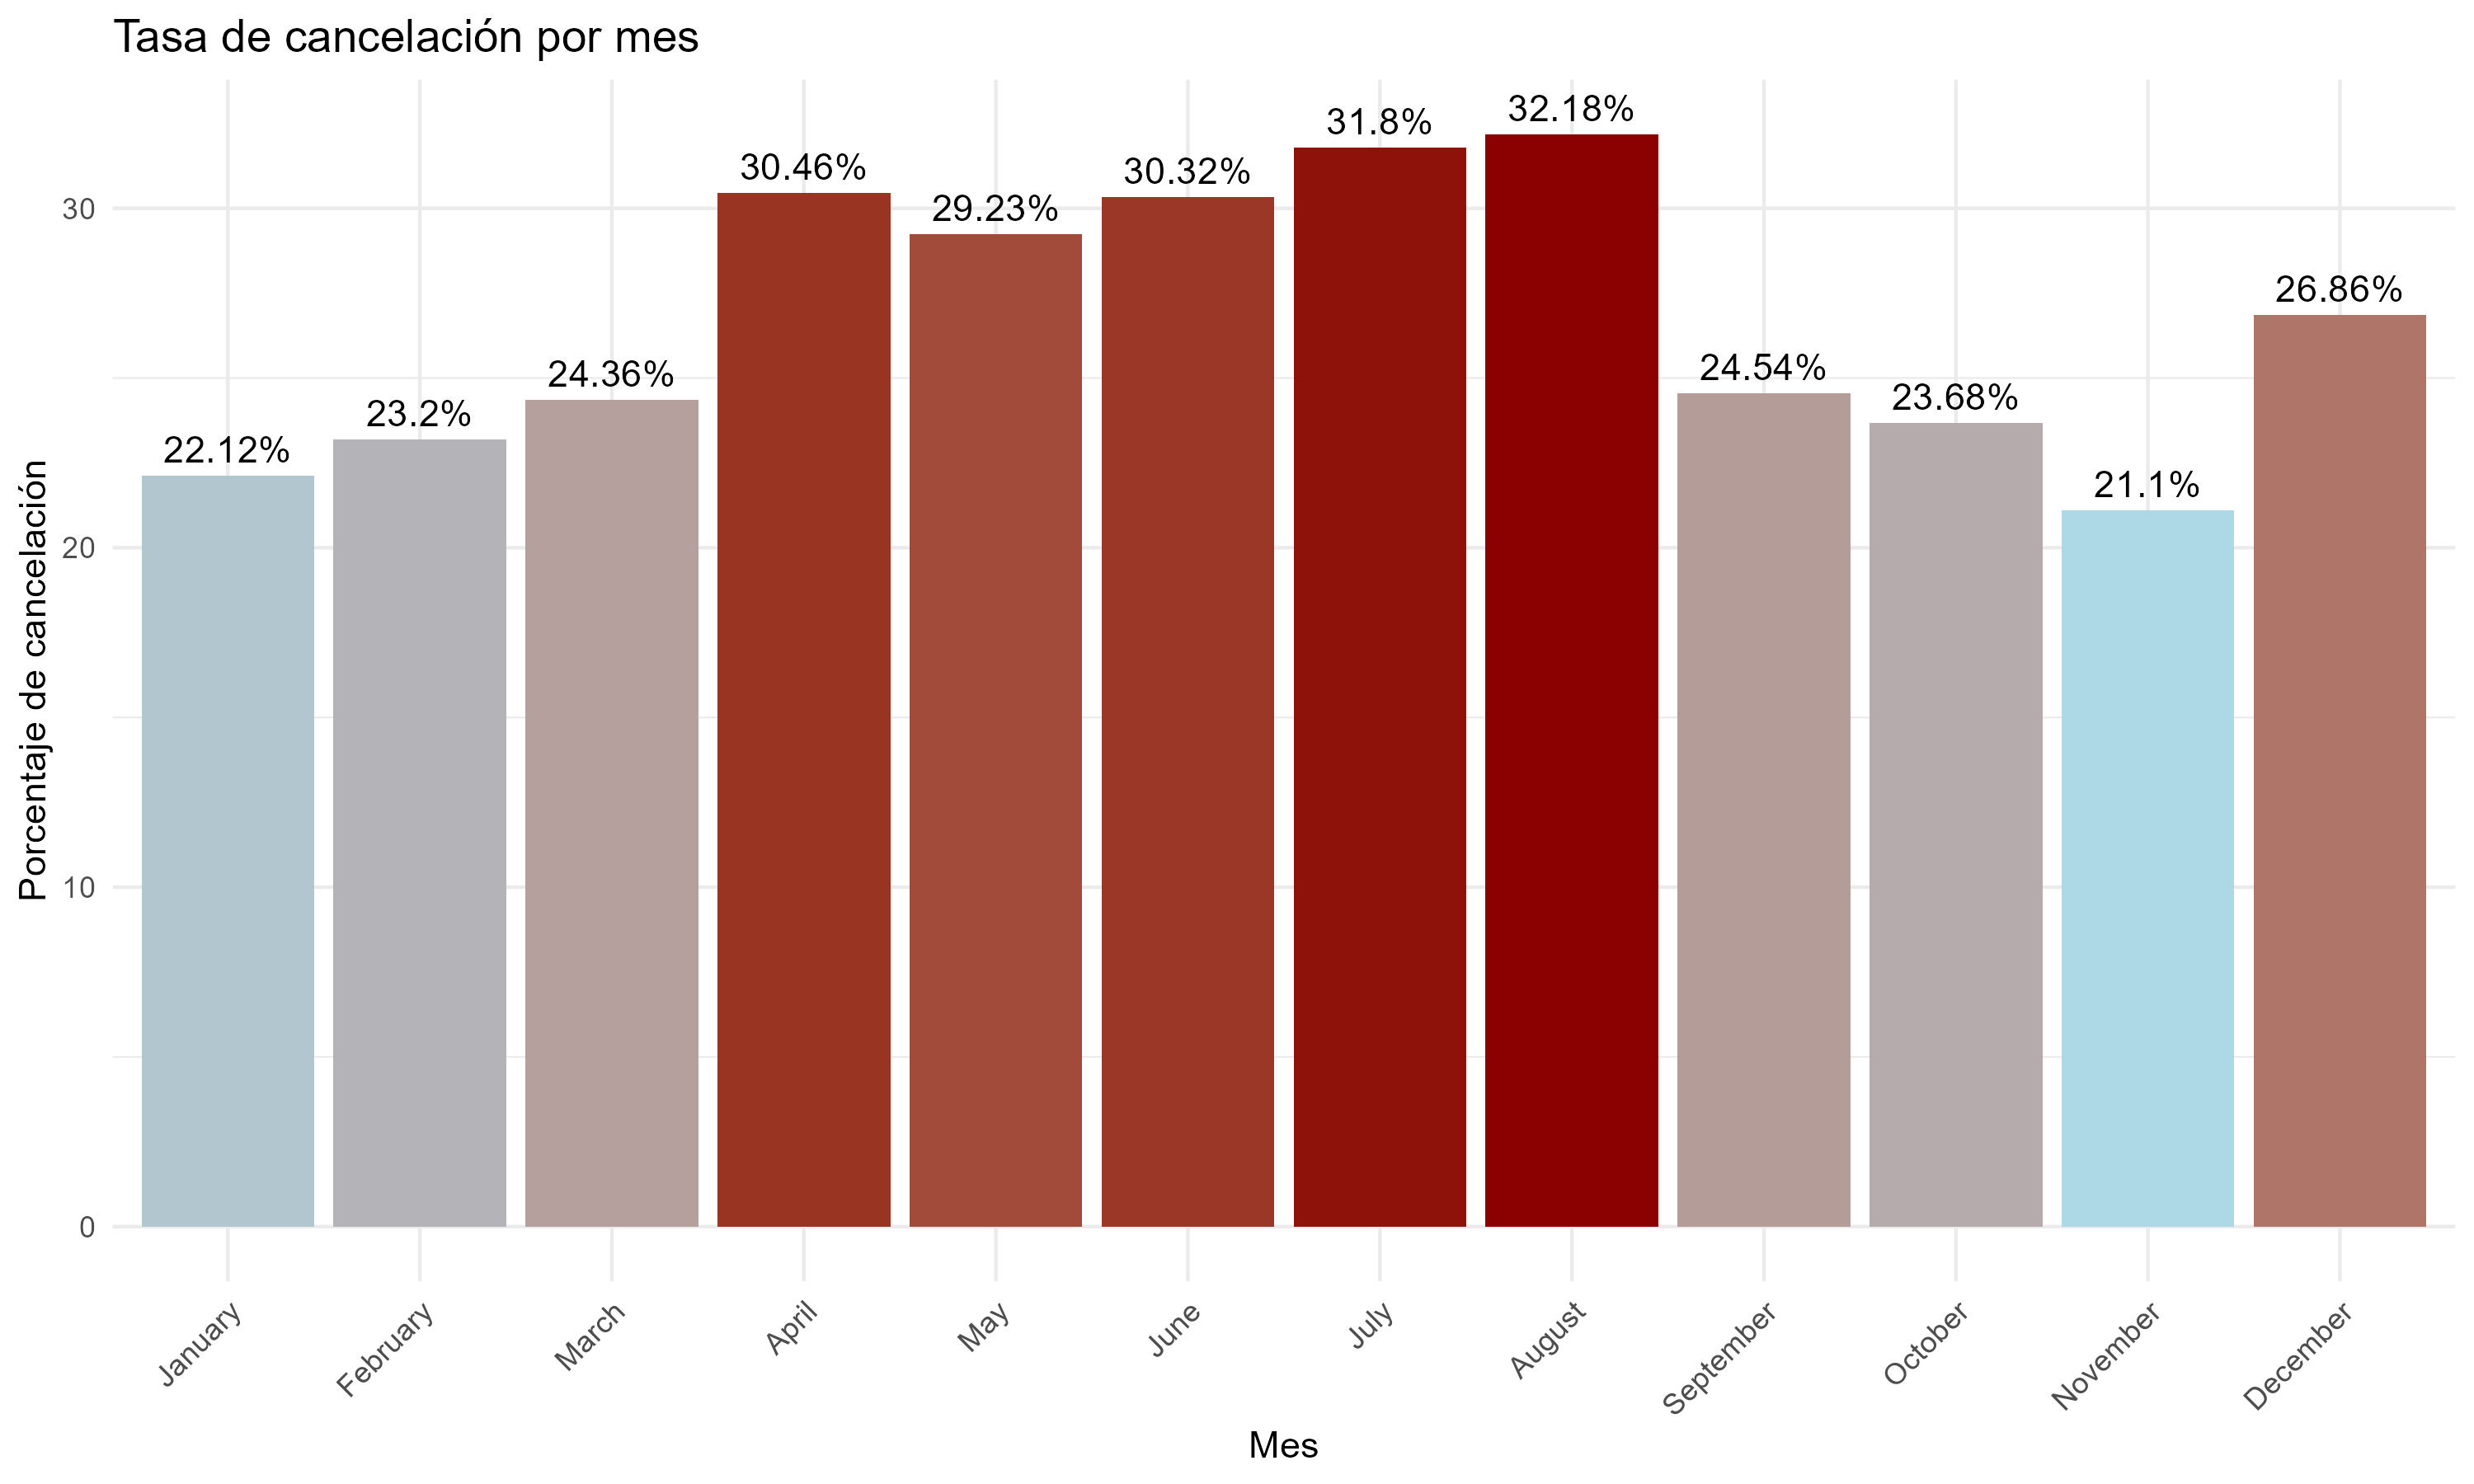 Tasa de cancelación por mes
Porcentaje de cancelación
30
20
10
0
22.12%
23.2%
24.36%
30.46%
29.23%
30.32%
31.8%
32.18%
24.54%
23.68%
21.1%
26.86%
January
February
March
April
May
June
July
August
September
October
November
December
Mes